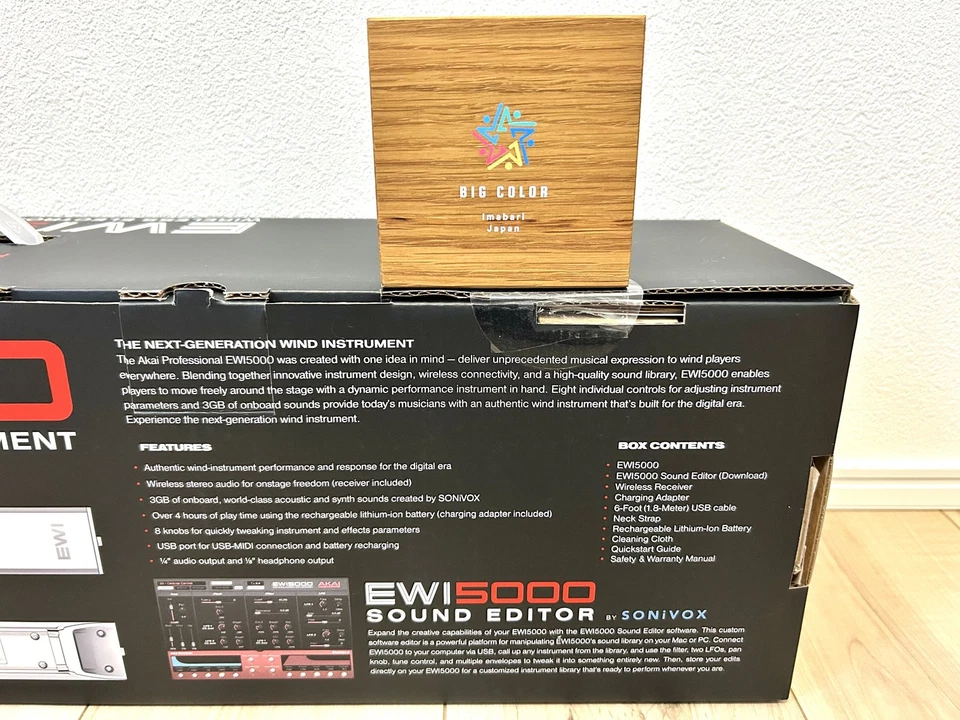 BIG COLOR
Imabari
Japan
EWI
MENT
THE NEXT-GENERATION WIND INSTRUMENT
The Akai Professional EWI5000 was created with one idea in mind — deliver unprecedented musical expression to wind players
everywhere. Blending together innovative instrument design, wireless connectivity, and a high-quality sound library, EWI5000 enables
players to move freely around the stage with a dynamic performance instrument in hand. Eight individual controls for adjusting instrument
parameters and 3GB of onboard sounds provide today's musicians with an authentic wind instrument that's built for the digital era.
Experience the next-generation wind instrument.
FEATURES
• Authentic wind-instrument performance and response for the digital era
• Wireless stereo audio for onstage freedom (receiver included)
• 3GB of onboard, world-class acoustic and synth sounds created by SONiVOX
• Over 4 hours of play time using the rechargeable lithium-ion battery (charging adapter included)
• 8 knobs for quickly tweaking instrument and effects parameters
• USB port for USB-MIDI connection and battery recharging
• ¼" audio output and ⅛" headphone output
BOX CONTENTS
• EWI5000
• EWI5000 Sound Editor (Download)
• Wireless Receiver
• Charging Adapter
• 6-Foot (1.8-Meter) USB cable
• Neck Strap
• Rechargeable Lithium-Ion Battery
• Cleaning Cloth
• Quickstart Guide
• Safety & Warranty Manual
EWI
EWI5000
AKAI
EWI5000
SOUND EDITOR BY SONiVOX
Expand the creative capabilities of your EWI5000 with the EWI5000 Sound Editor software. This custom
software editor is a powerful platform for manipulating EWI5000's sound library on your Mac or PC. Connect
EWI5000 to your computer via USB, call up any instrument from the library, and use the filter, two LFOs, pan
knob, tune control, and multiple envelopes to tweak it into something entirely new. Then, store your edits
directly on your EWI5000 for a customized instrument library that's ready to perform whenever you are.